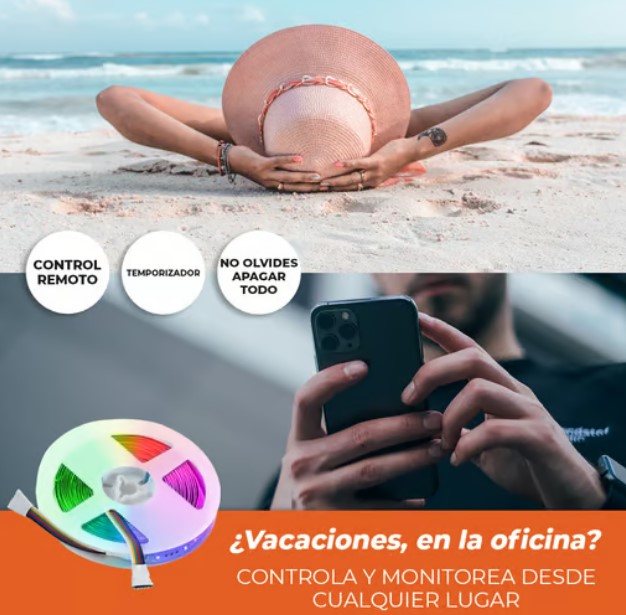 CONTROL
REMOTO
TEMPORIZADOR
NO OLVIDES
APAGAR
TODO
¿Vacaciones, en la oficina?
CONTROLA Y MONITOREA DESDE
CUALQUIER LUGAR